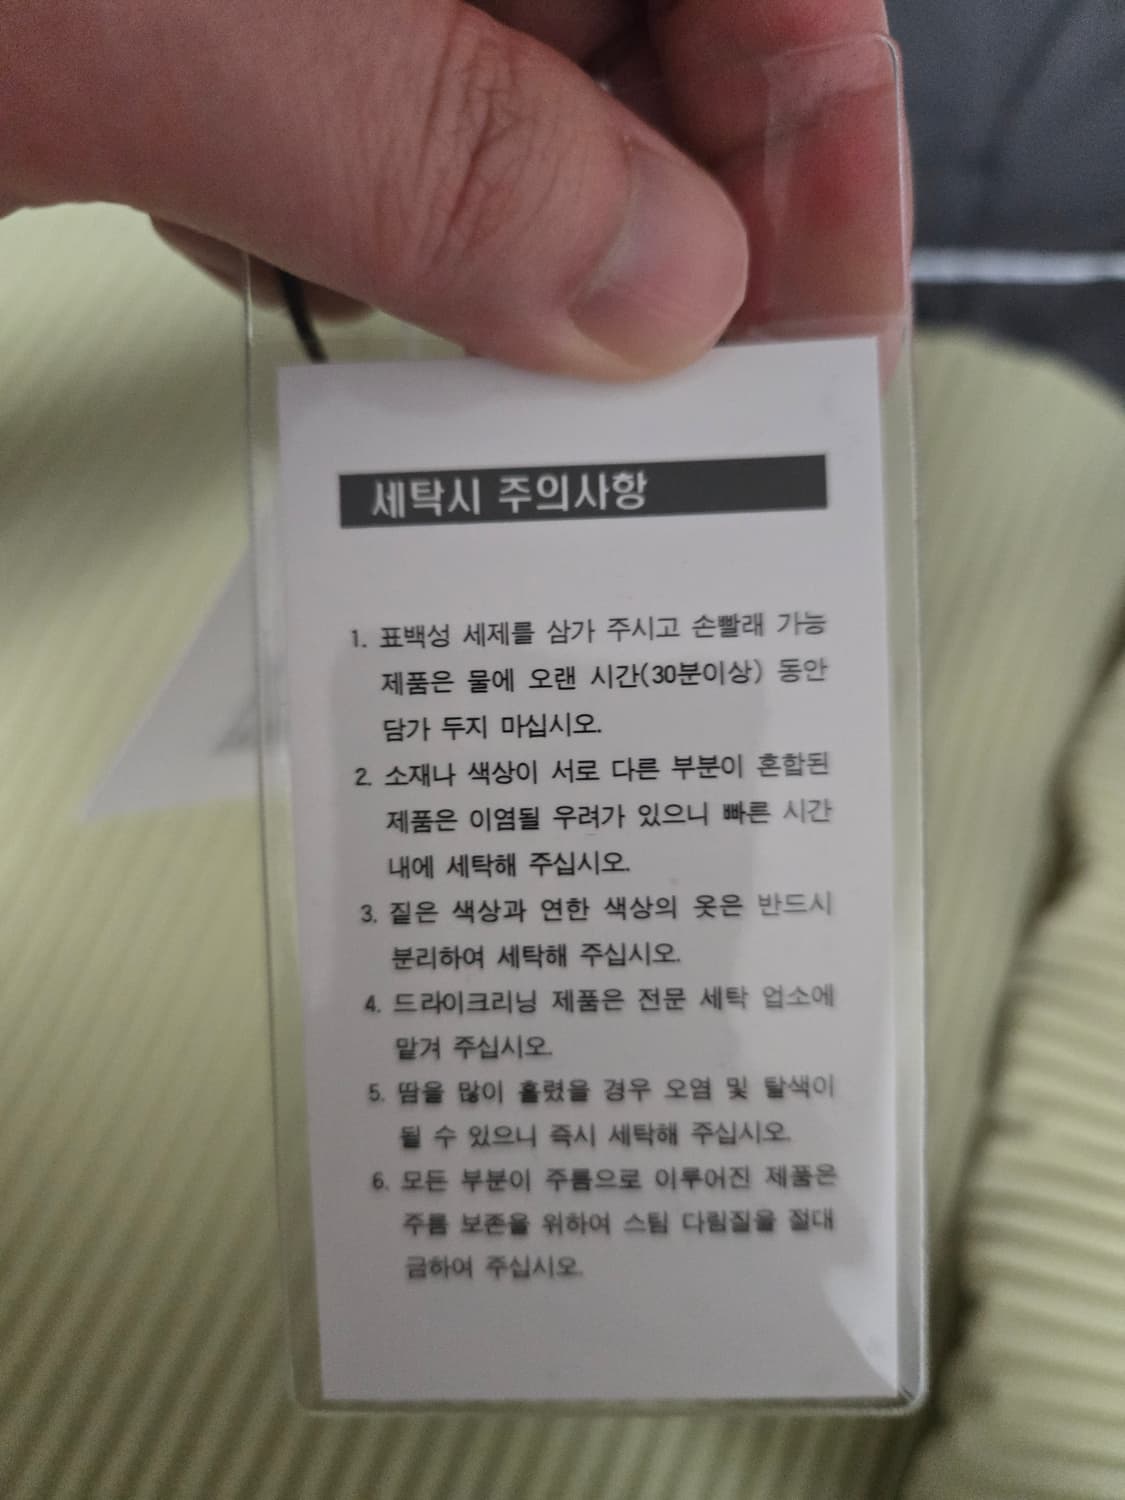 세탁시 주의사항
1. 표백성 세제를 삼가 주시고 손빨래 가능
제품은 물에 오랜 시간(30분이상) 동안
담가 두지 마십시오.
2. 소재나 색상이 서로 다른 부분이 혼합된
제품은 이염될 우려가 있으니 빠른 시간
내에 세탁해 주십시오.
3. 짙은 색상과 연한 색상의 옷은 반드시
분리하여 세탁해 주십시오.
4. 드라이크리닝 제품은 전문 세탁 업소에
맡겨 주십시오.
5. 땀을 많이 흘렸을 경우 오염 및 탈색이
될 수 있으니 즉시 세탁해 주십시오.
6. 모든 부분이 주름으로 이루어진 제품은
주름 보존을 위하여 스팀 다림질을 절대
금하여 주십시오.